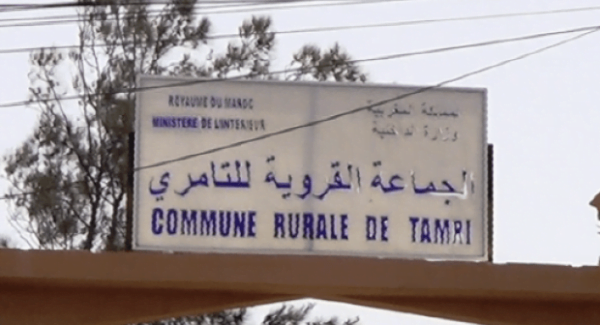 ROYAUME DU MAROC
المملكة المغربية
MINISTERE DE L'INTERIEUR
وزارة الداخلية
الجماعة القروية للتامري
COMMUNE RURALE DE TAMRI